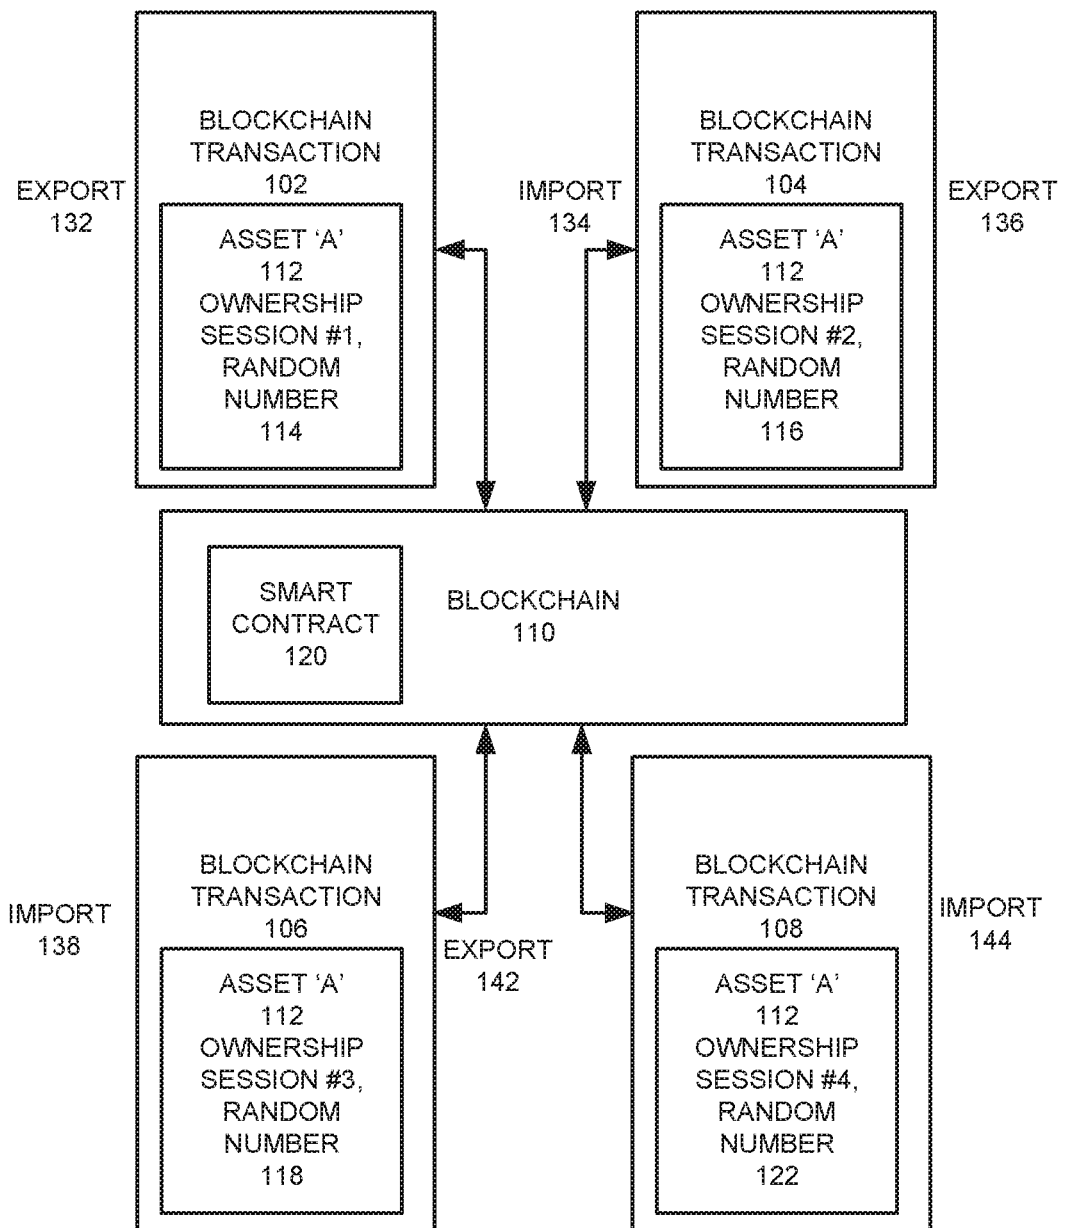 BLOCKCHAIN
TRANSACTION
102
EXPORT
132
ASSET ‘A’
112
OWNERSHIP
SESSION #1,
RANDOM
NUMBER
114
BLOCKCHAIN
TRANSACTION
104
IMPORT
134
EXPORT
136
ASSET ‘A’
112
OWNERSHIP
SESSION #2,
RANDOM
NUMBER
116
SMART
CONTRACT
120
BLOCKCHAIN
110
BLOCKCHAIN
TRANSACTION
106
IMPORT
138
EXPORT
142
ASSET ‘A’
112
OWNERSHIP
SESSION #3,
RANDOM
NUMBER
118
BLOCKCHAIN
TRANSACTION
108
IMPORT
144
ASSET ‘A’
112
OWNERSHIP
SESSION #4,
RANDOM
NUMBER
122